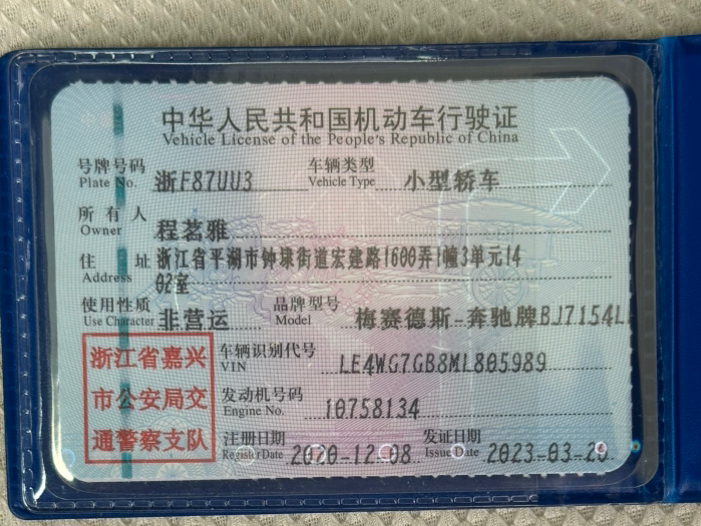 中华人民共和国机动车行驶证
Vehicle License of the People's Republic of China
号牌号码 浙F87UU3 车辆类型 小型轿车
Plate No. Vehicle Type
所有人 程茗雅
Owner
住址 浙江省平湖市钟埭街道宏建路1600弄1幢3单元14
Address 02室
使用性质 非营运 品牌型号 梅赛德斯-奔驰牌BJ7154L
Use Character Model
浙江省嘉兴
市公安局交
通警察支队
车辆识别代号 LE4WG7GB8ML805989
VIN
发动机号码 10758134
Engine No.
注册日期 2020-12-08 发证日期 2023-03-20
Register Date Issue Date